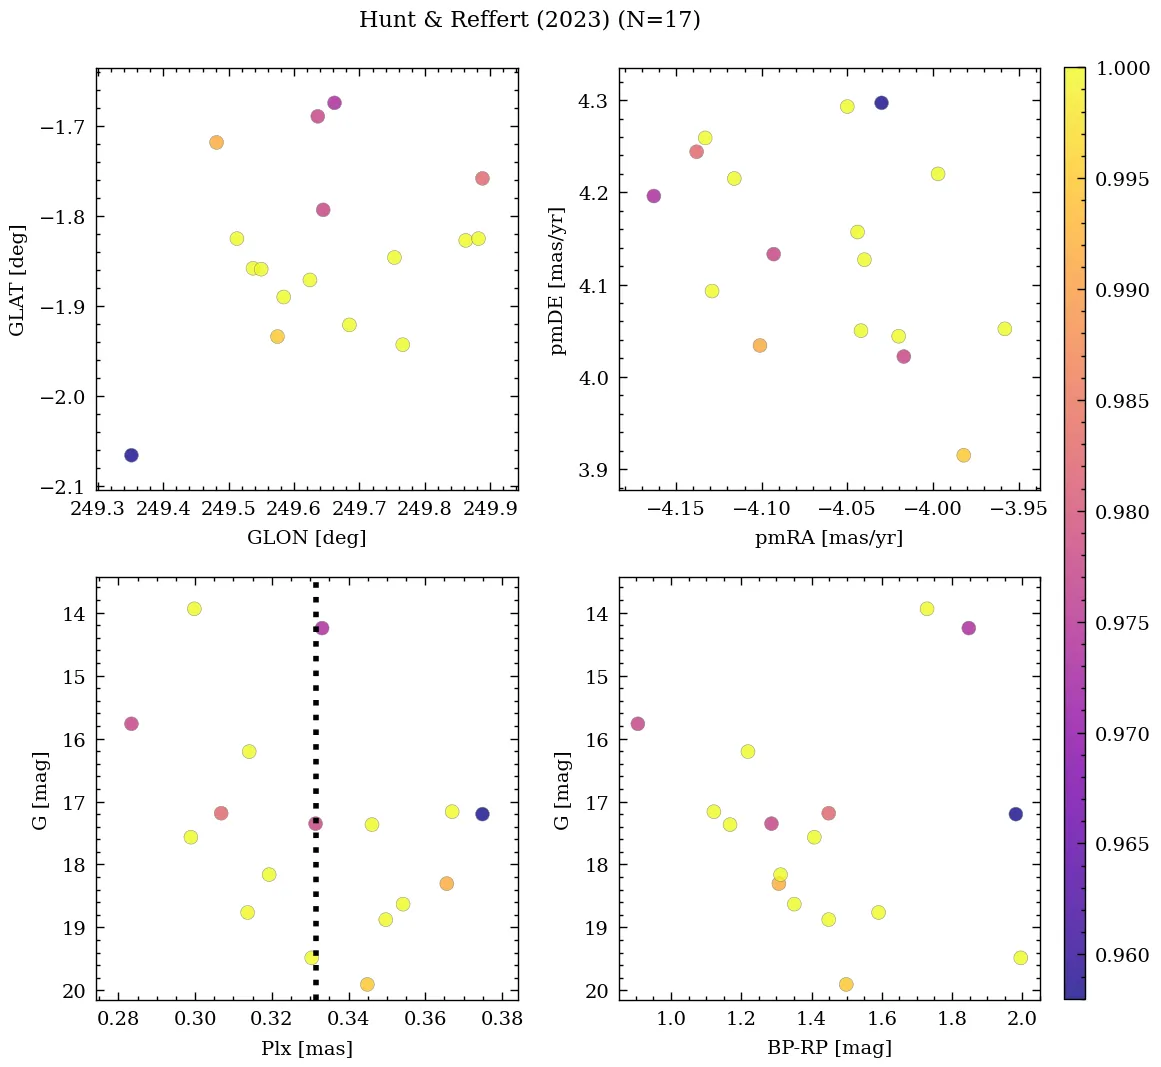 Hunt & Reffert (2023) (N=17)
−1.7
−1.8
−1.9
−2.0
−2.1
GLAT [deg]
249.3 249.4 249.5 249.6 249.7 249.8 249.9
GLON [deg]
4.3
4.2
4.1
4.0
3.9
pmDE [mas/yr]
−4.15 −4.10 −4.05 −4.00 −3.95
pmRA [mas/yr]
14
15
16
17
18
19
20
G [mag]
0.28 0.30 0.32 0.34 0.36 0.38
Plx [mas]
14
15
16
17
18
19
20
G [mag]
1.0 1.2 1.4 1.6 1.8 2.0
BP-RP [mag]
1.000
0.995
0.990
0.985
0.980
0.975
0.970
0.965
0.960